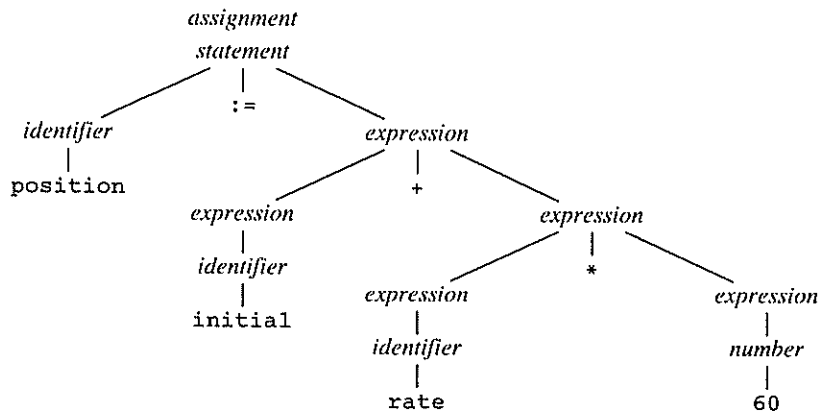 assignment
statement
identifier
:=
expression
position
expression
+
expression
identifier
expression
*
expression
initial
identifier
number
rate
60